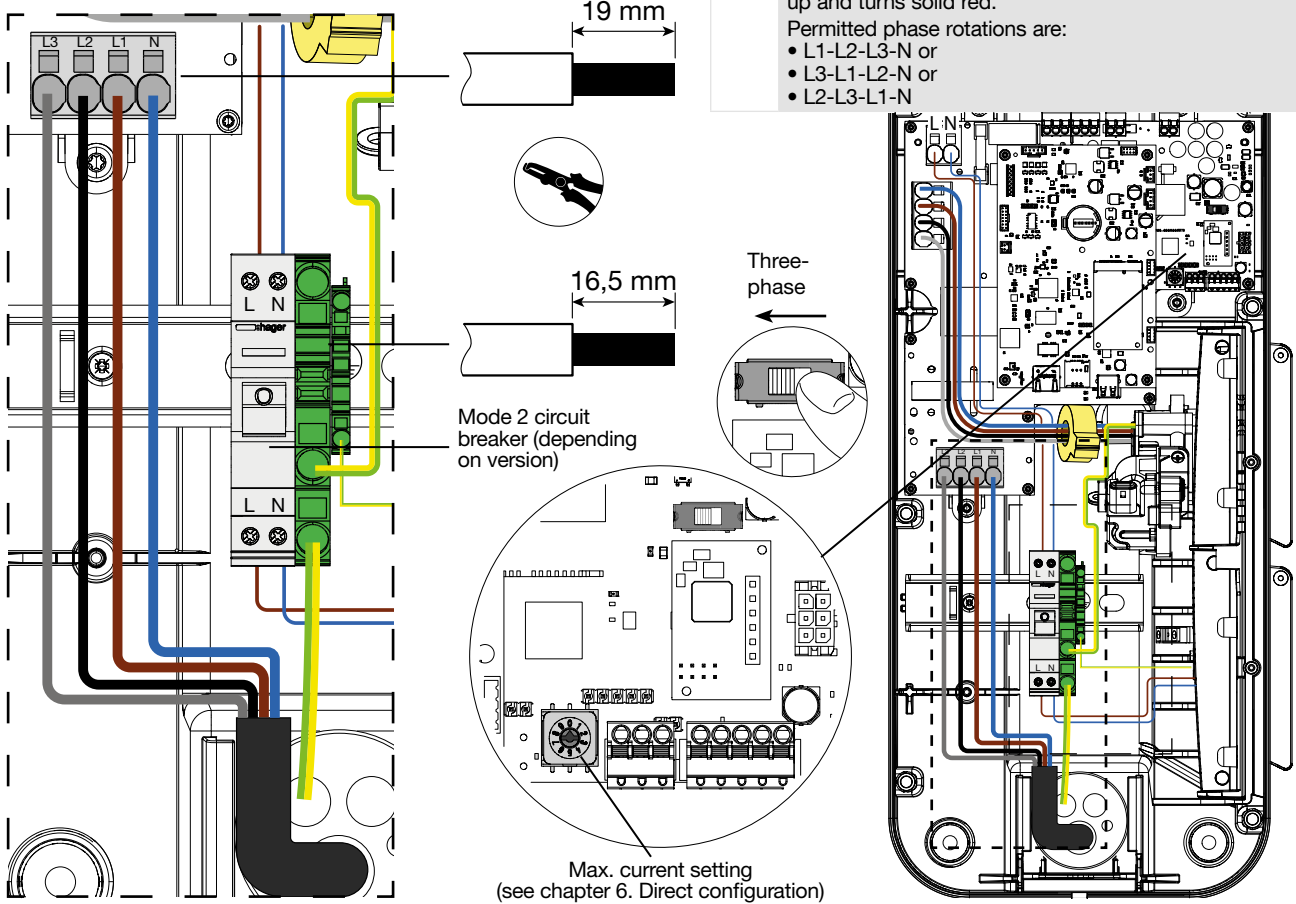 up and turns solid red.
Permitted phase rotations are:
• L1-L2-L3-N or
• L3-L1-L2-N or
• L2-L3-L1-N
19 mm
L3 L2 L1 N
L N
:hager
L N
16,5 mm
Mode 2 circuit
breaker (depending
on version)
Three-
phase
Max. current setting
(see chapter 6. Direct configuration)
L N
L2 L1 N
L N
L N